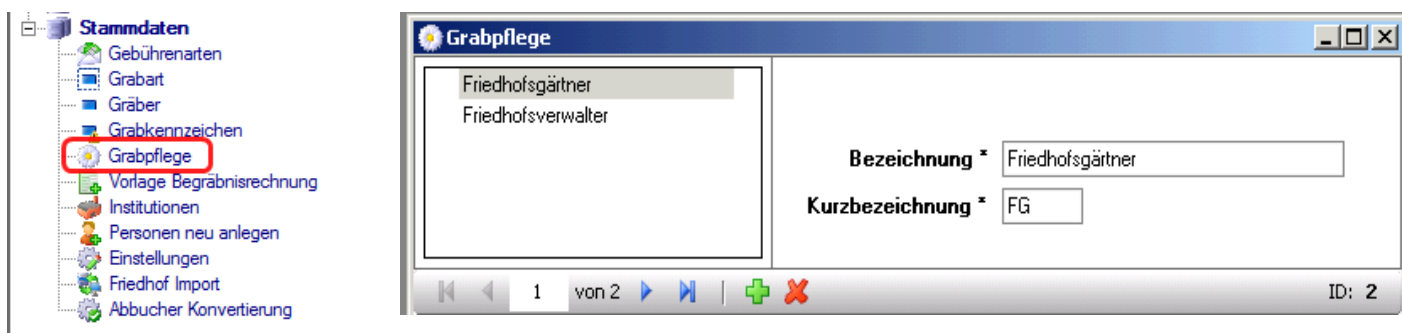 Stammdaten
Gebührenarten
Grabart
Gräber
Grabkennzeichen
Grabpflege
Vorlage Begräbnisrechnung
Institutionen
Personen neu anlegen
Einstellungen
Friedhof Import
Abbucher Konvertierung
Grabpflege
Friedhofsgärtner
Friedhofsverwalter
Bezeichnung * Friedhofsgärtner
Kurzbezeichnung * FG
1 von 2 ID: 2